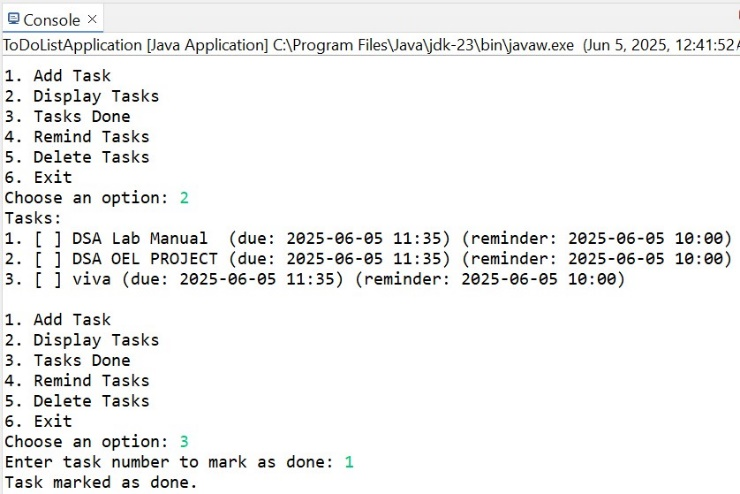 Console
ToDoListApplication [Java Application] C:\Program Files\Java\jdk-23\bin\javaw.exe (Jun 5, 2025, 12:41:52
1. Add Task
2. Display Tasks
3. Tasks Done
4. Remind Tasks
5. Delete Tasks
6. Exit
Choose an option: 2
Tasks:
1. [ ] DSA Lab Manual  (due: 2025-06-05 11:35) (reminder: 2025-06-05 10:00)
2. [ ] DSA OEL PROJECT (due: 2025-06-05 11:35) (reminder: 2025-06-05 10:00)
3. [ ] viva (due: 2025-06-05 11:35) (reminder: 2025-06-05 10:00)
1. Add Task
2. Display Tasks
3. Tasks Done
4. Remind Tasks
5. Delete Tasks
6. Exit
Choose an option: 3
Enter task number to mark as done: 1
Task marked as done.